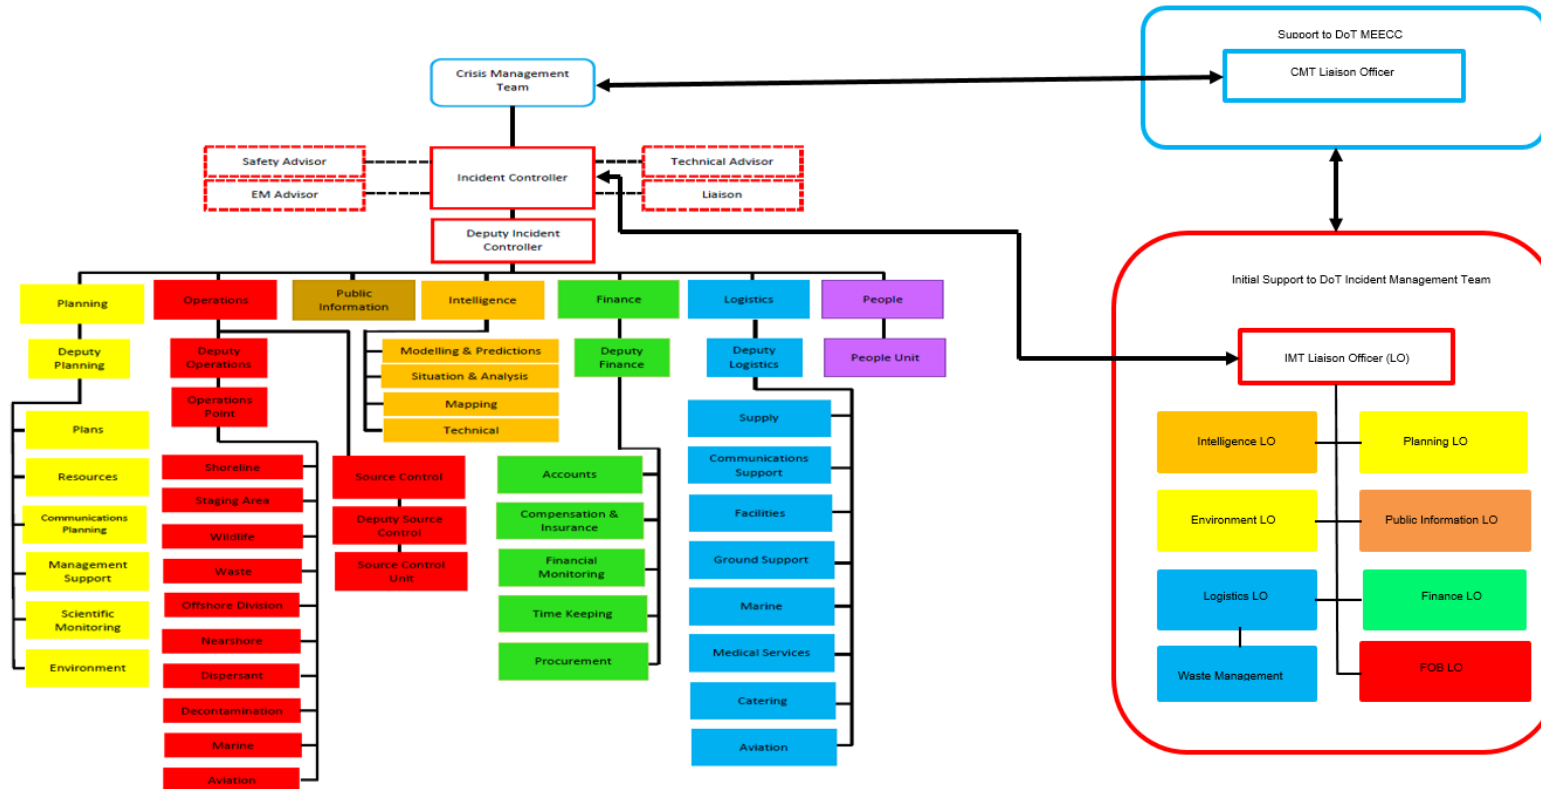 Support to DoT MEECC
CMT Liaison Officer
Crisis Management
Team
Safety Advisor
EM Advisor
Incident Controller
Technical Advisor
Liaison
Deputy Incident
Controller
Planning
Operations
Public
Information
Intelligence
Finance
Logistics
People
Deputy
Planning
Deputy
Operations
Operations
Point
Modelling & Predictions
Situation & Analysis
Mapping
Technical
Deputy
Finance
Deputy
Logistics
People Unit
Plans
Resources
Communications
Planning
Management
Support
Scientific
Monitoring
Environment
Shoreline
Staging Area
Wildlife
Waste
Offshore Division
Nearshore
Dispersant
Decontamination
Marine
Aviation
Source Control
Deputy Source
Control
Source Control
Unit
Accounts
Compensation &
Insurance
Financial
Monitoring
Time Keeping
Procurement
Supply
Communications
Support
Facilities
Ground Support
Marine
Medical Services
Catering
Aviation
Initial Support to DoT Incident Management Team
IMT Liaison Officer (LO)
Intelligence LO
Planning LO
Environment LO
Public Information LO
Logistics LO
Finance LO
Waste Management
FOB LO